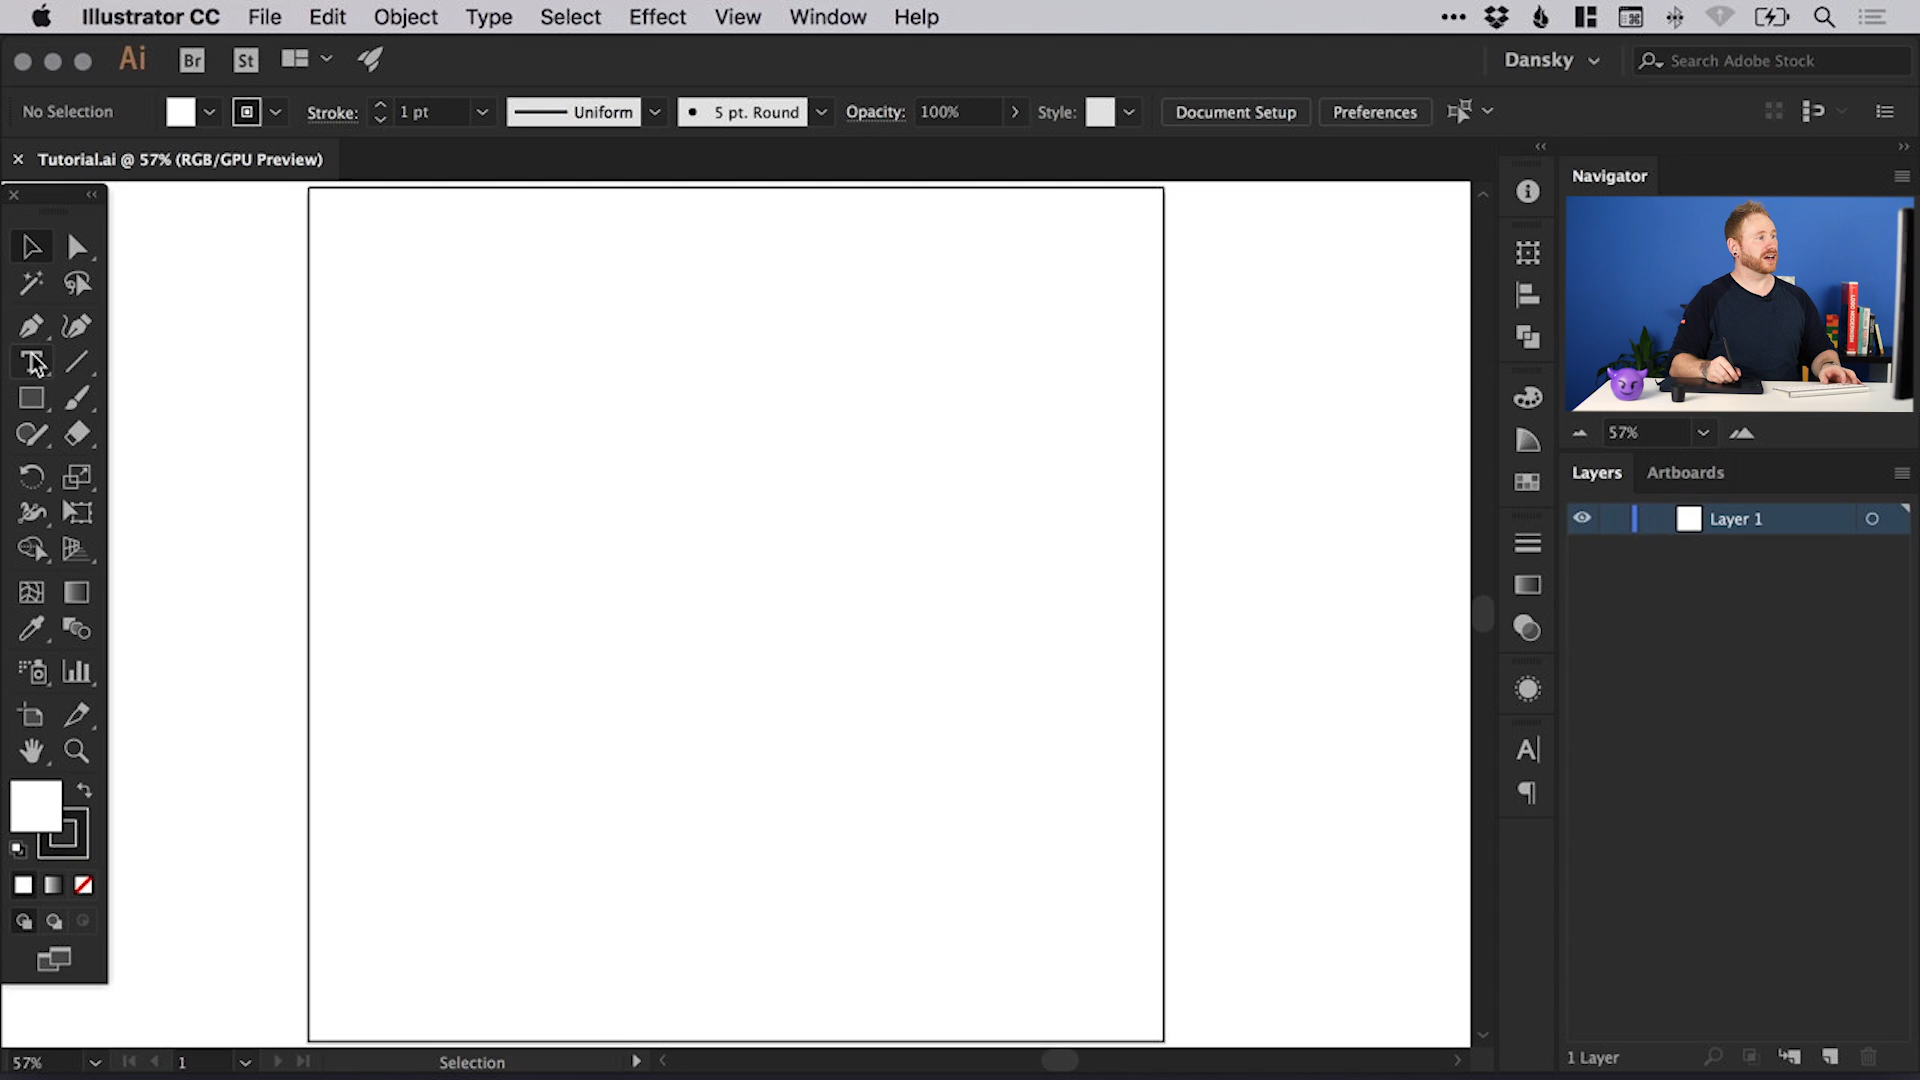 Illustrator CC File Edit Object Type Select Effect View Window Help
Ai Br St Dansky Search Adobe Stock
No Selection Stroke: 1 pt Uniform 5 pt. Round Opacity: 100% Style: Document Setup Preferences
Tutorial.ai @ 57% (RGB/GPU Preview)
Navigator
57%
Layers Artboards
Layer 1
57% 1 Selection
1 Layer